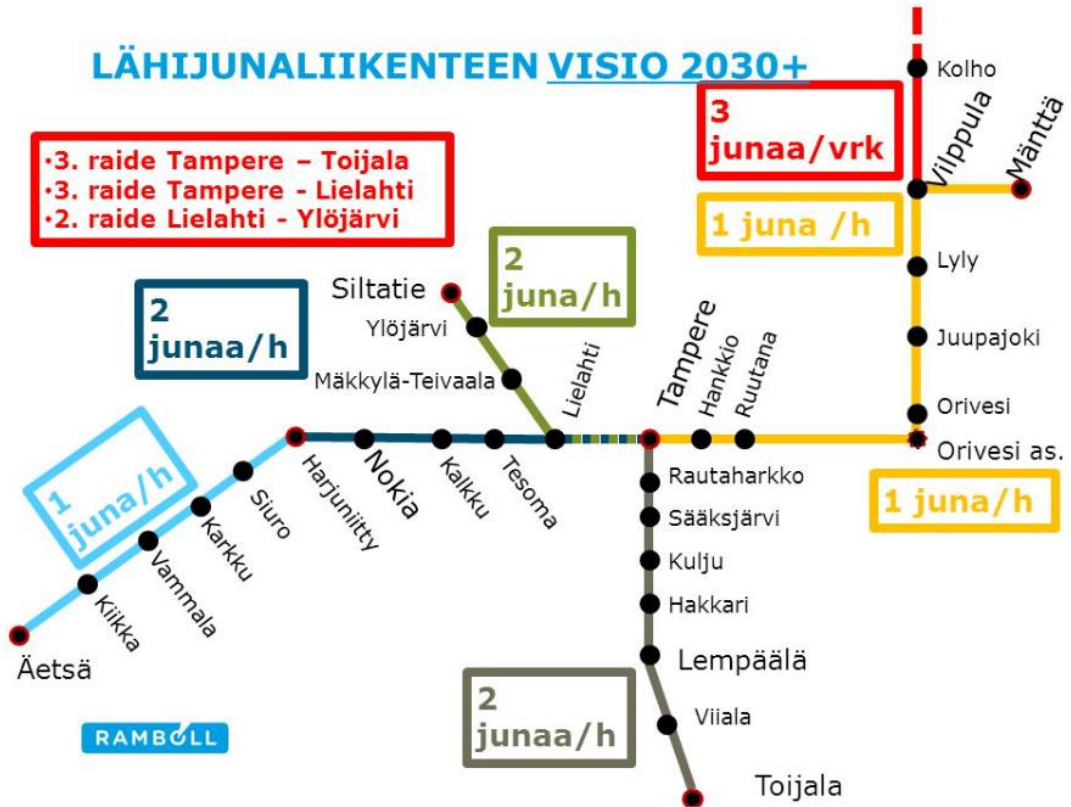 LÄHIJUNALIIKENTEEN VISIO 2030+
•3. raide Tampere – Toijala
•3. raide Tampere - Lielahti
•2. raide Lielahti - Ylöjärvi
3
junaa/vrk
Kolho
Vilppula
Mänttä
1 juna /h
Lyly
Juupajoki
Orivesi
Orivesi as.
1 juna/h
2
juna/h
Siltatie
Ylöjärvi
Mäkkylä-Teivaala
Lielahti
Tampere
Hankkio
Ruutana
2
junaa/h
1
juna/h
Harjuniitty
Nokia
Kalkku
Tesoma
Siuro
Karkku
Vammala
Kiikka
Äetsä
Rautaharkko
Sääksjärvi
Kulju
Hakkari
Lempäälä
Viiala
Toijala
2
junaa/h
RAMBOLL